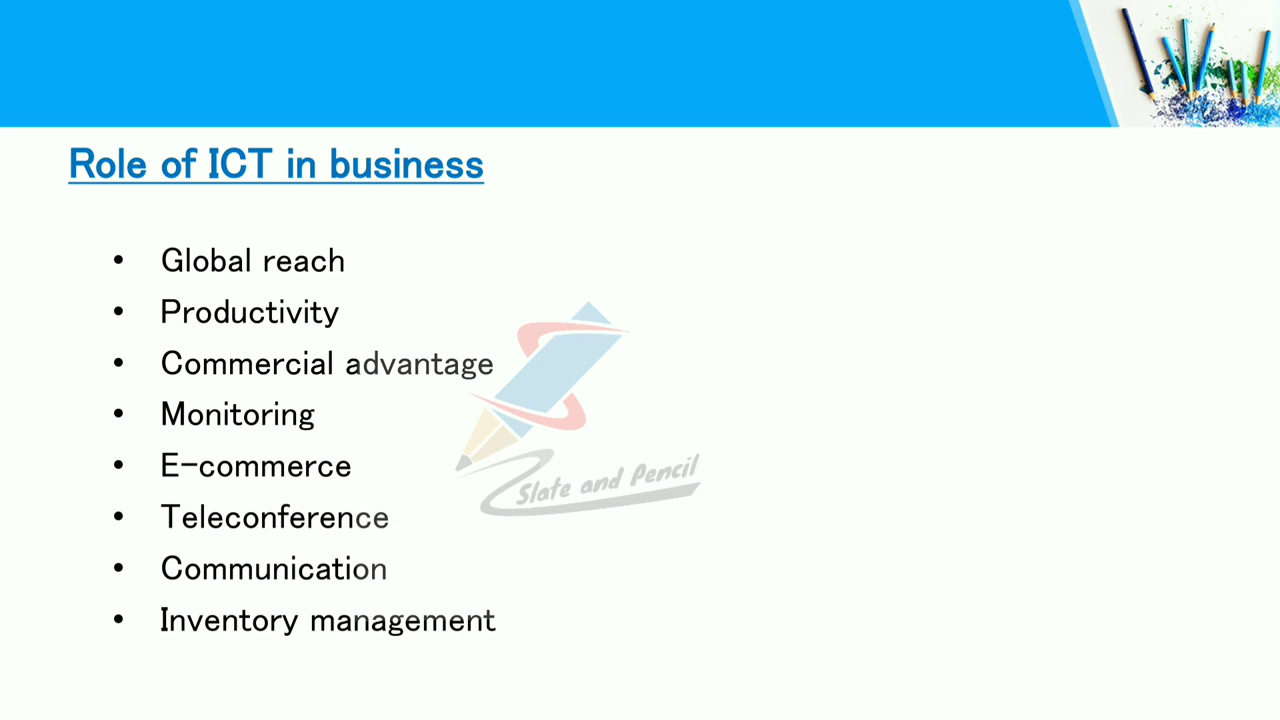 Role of ICT in business
• Global reach
• Productivity
• Commercial advantage
• Monitoring
• E-commerce
• Teleconference
• Communication
• Inventory management
Slate and Pencil